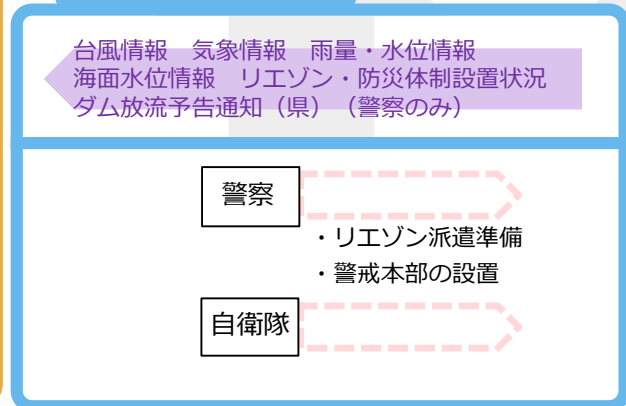 台風情報　気象情報　雨量・水位情報
海面水位情報　リエゾン・防災体制設置状況
ダム放流予告通知（県）（警察のみ）
警察
・リエゾン派遣準備
・警戒本部の設置
自衛隊